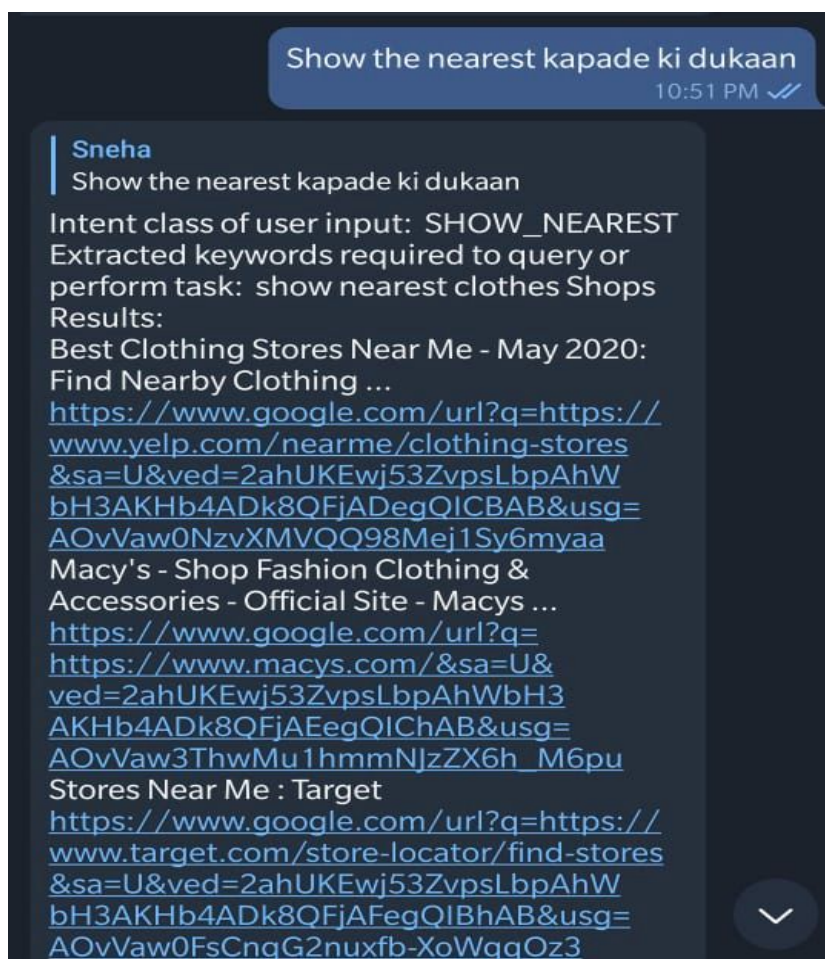 Show the nearest kapade ki dukaan
10:51 PM
Sneha
Show the nearest kapade ki dukaan
Intent class of user input:  SHOW_NEAREST
Extracted keywords required to query or
perform task:  show nearest clothes Shops
Results:
Best Clothing Stores Near Me - May 2020:
Find Nearby Clothing ...
https://www.google.com/url?q=https://
www.yelp.com/nearme/clothing-stores
&sa=U&ved=2ahUKEwj53ZvpsLbpAhW
bH3AKHb4ADk8QFjADegQICBAB&usg=
AOvVaw0NzvXMVQQ98Mej1Sy6myaa
Macy's - Shop Fashion Clothing &
Accessories - Official Site - Macys ...
https://www.google.com/url?q=
https://www.macys.com/&sa=U&
ved=2ahUKEwj53ZvpsLbpAhWbH3
AKHb4ADk8QFjAEegQIChAB&usg=
AOvVaw3ThwMu1hmmNJzZX6h_M6pu
Stores Near Me : Target
https://www.google.com/url?q=https://
www.target.com/store-locator/find-stores
&sa=U&ved=2ahUKEwj53ZvpsLbpAhW
bH3AKHb4ADk8QFjAFegQIBhAB&usg=
AOvVaw0FsCnqG2nuxfb-XoWqqOz3